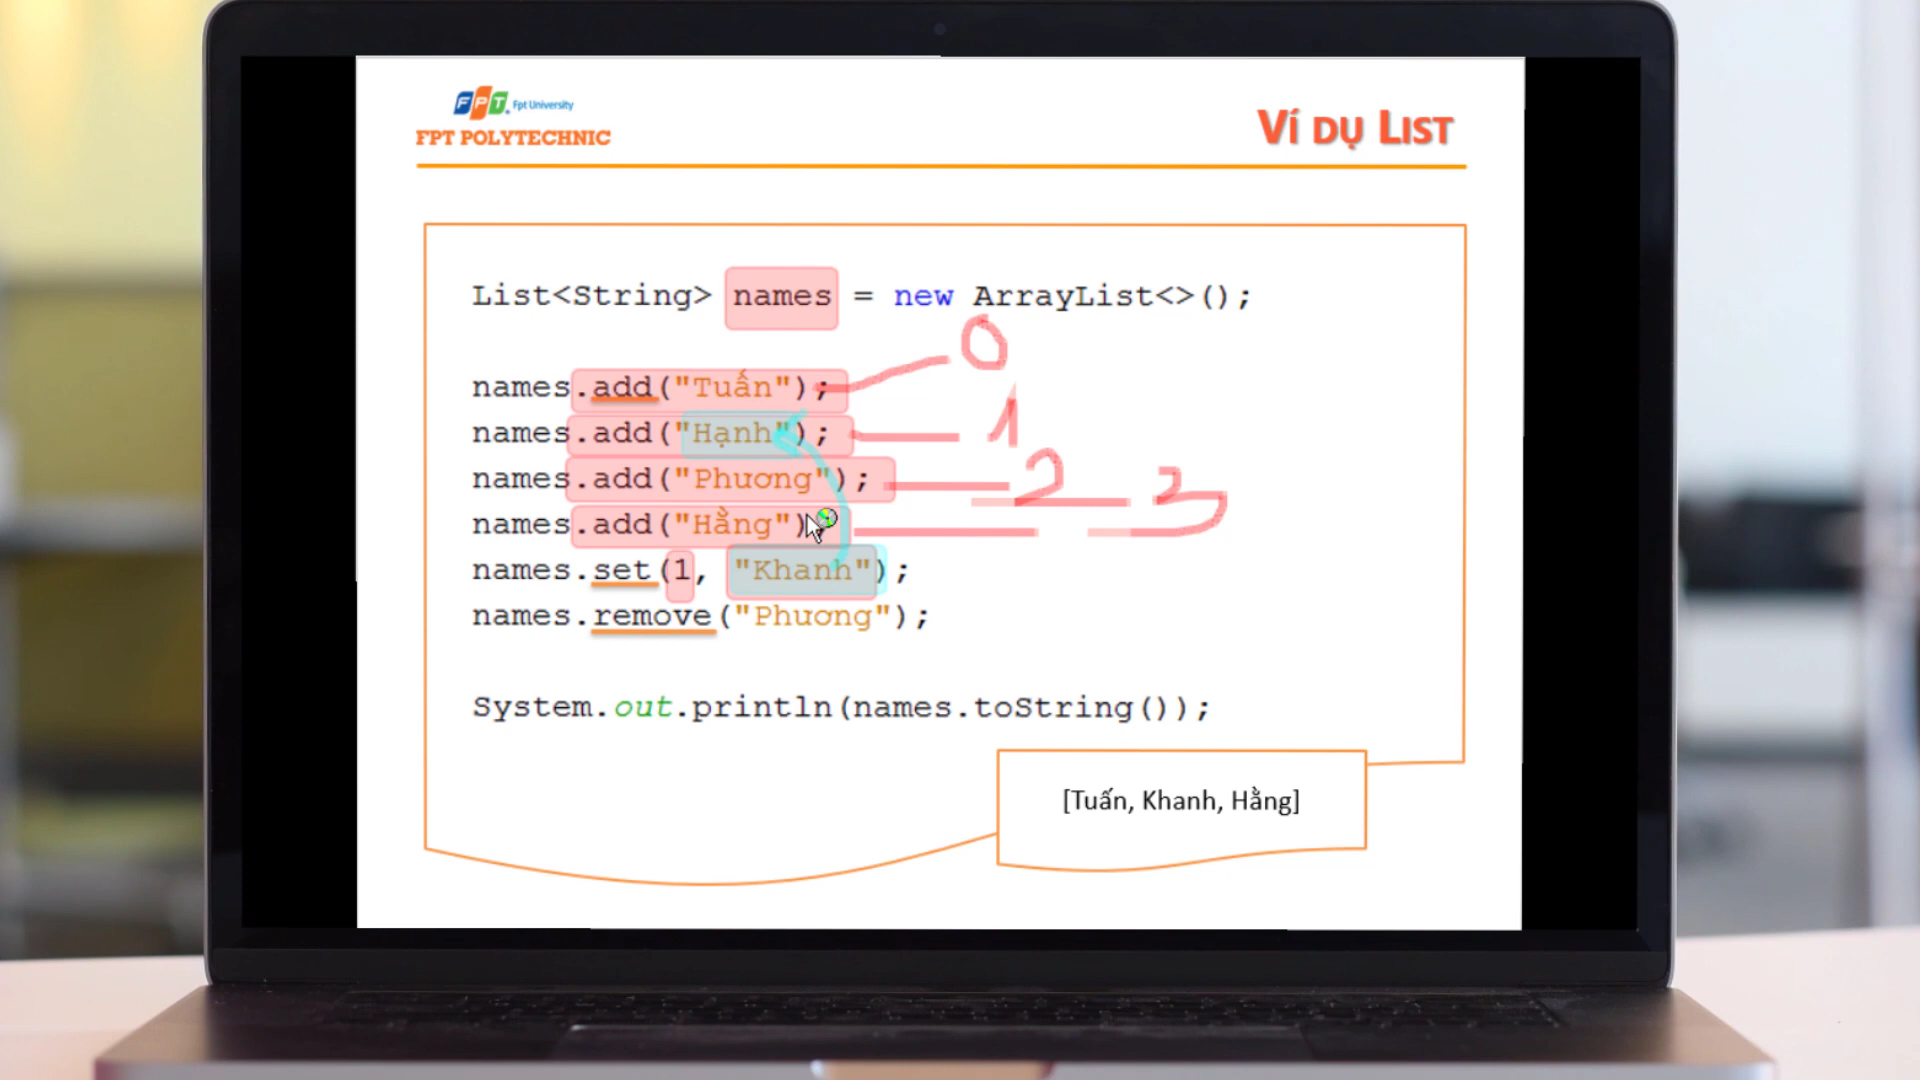 FPT Fpt University
FPT POLYTECHNIC
VÍ DỤ LIST
List<String> names = new ArrayList<>();
names.add("Tuấn"); 0
names.add("Hạnh"); 1
names.add("Phương"); 2
names.add("Hằng") 3
names.set(1, "Khanh");
names.remove("Phương");
System.out.println(names.toString());
[Tuấn, Khanh, Hằng]